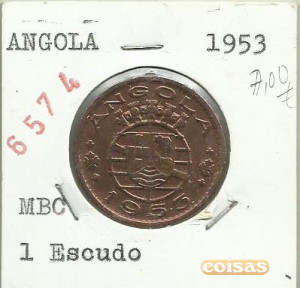 ANGOLA — 1953
6574
7,00
€
ANGOLA
1953
MBC
1 Escudo
coisas